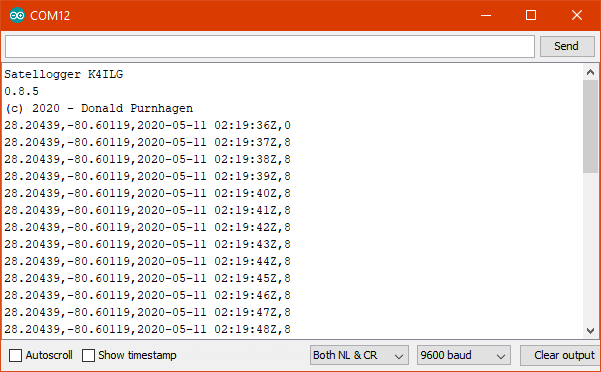 COM12
Send
Satellogger K4ILG
0.8.5
(c) 2020 - Donald Purnhagen
28.20439,-80.60119,2020-05-11 02:19:36Z,0
28.20439,-80.60119,2020-05-11 02:19:37Z,8
28.20439,-80.60119,2020-05-11 02:19:38Z,8
28.20439,-80.60119,2020-05-11 02:19:39Z,8
28.20439,-80.60119,2020-05-11 02:19:40Z,8
28.20439,-80.60119,2020-05-11 02:19:41Z,8
28.20439,-80.60119,2020-05-11 02:19:42Z,8
28.20439,-80.60119,2020-05-11 02:19:43Z,8
28.20439,-80.60119,2020-05-11 02:19:44Z,8
28.20439,-80.60119,2020-05-11 02:19:45Z,8
28.20439,-80.60119,2020-05-11 02:19:46Z,8
28.20439,-80.60119,2020-05-11 02:19:47Z,8
28.20439,-80.60119,2020-05-11 02:19:48Z,8
Autoscroll Show timestamp Both NL & CR 9600 baud Clear output